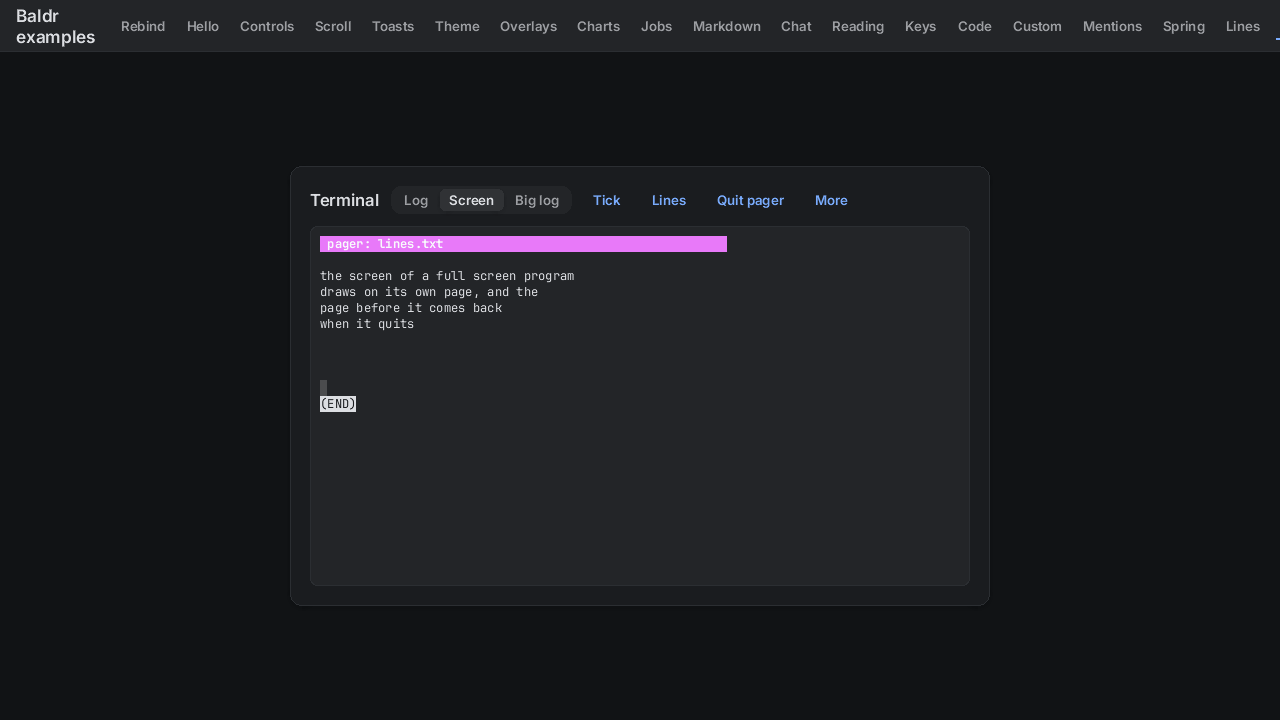 Baldr examples
Rebind Hello Controls Scroll Toasts Theme Overlays Charts Jobs Markdown Chat Reading Keys Code Custom Mentions Spring Lines
Terminal Log Screen Big log Tick Lines Quit pager More
pager: lines.txt
the screen of a full screen program
draws on its own page, and the
page before it comes back
when it quits
(END)